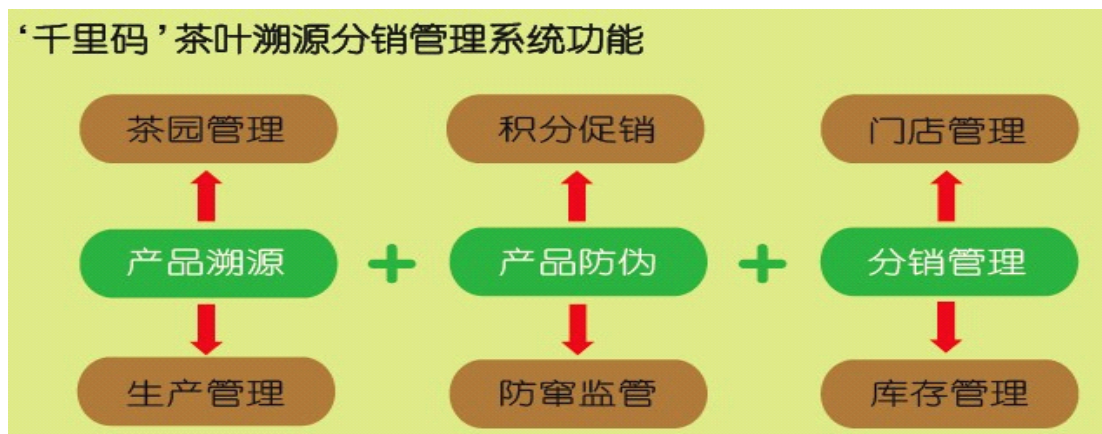 ‘千里码’茶叶溯源分销管理系统功能
茶园管理 积分促销 门店管理
产品溯源 + 产品防伪 + 分销管理
生产管理 防窜监管 库存管理